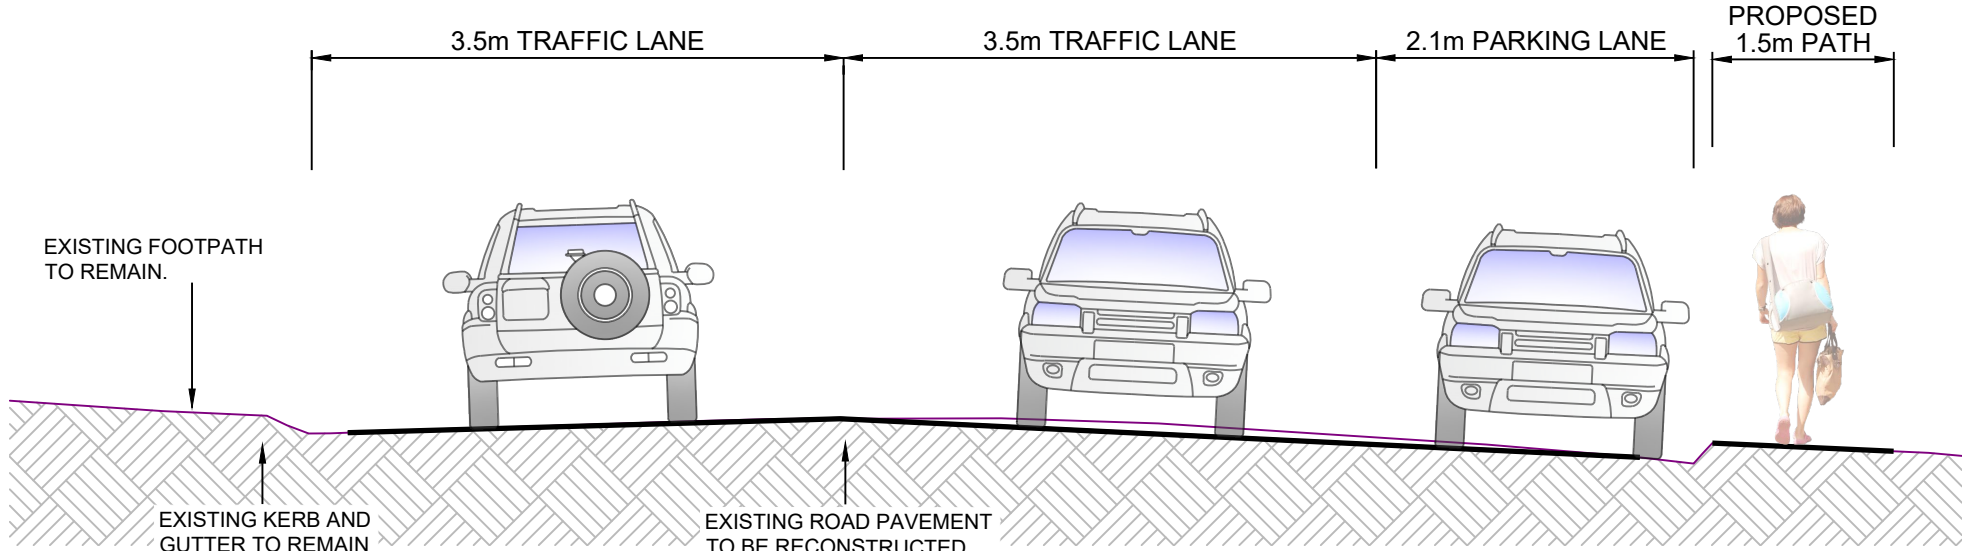 3.5m TRAFFIC LANE
3.5m TRAFFIC LANE
2.1m PARKING LANE
PROPOSED
1.5m PATH
EXISTING FOOTPATH
TO REMAIN.
EXISTING KERB AND
GUTTER TO REMAIN
EXISTING ROAD PAVEMENT
TO BE RECONSTRUCTED